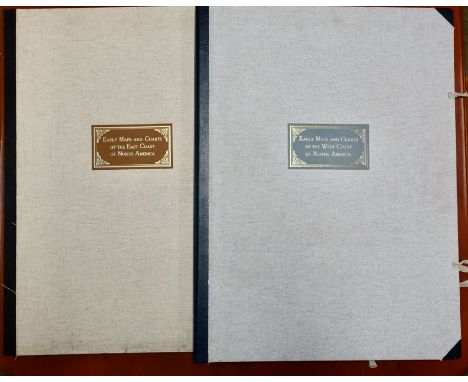 Early Maps and Charts
of the East Coast
of North America
Early Maps and Charts
of the West Coast
of North America